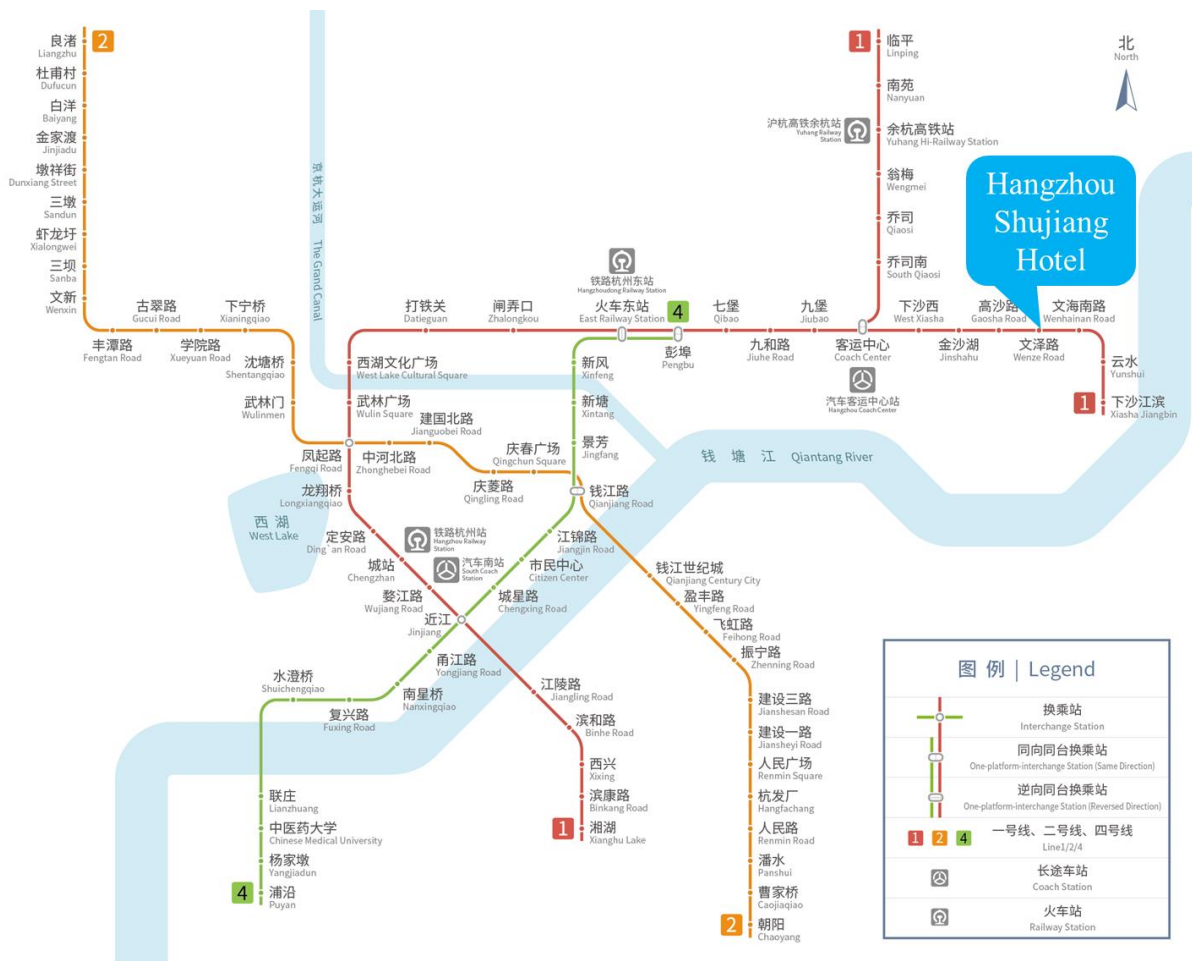 良渚
Liangzhu
2
杜甫村
Dufucun
白洋
Baiyang
金家渡
Jinjiadu
墩祥街
Dunxiang Street
三墩
Sandun
虾龙圩
Xialongwei
三坝
Sanba
文新
Wenxin
丰潭路
Fengtan Road
古翠路
Gucui Road
学院路
Xueyuan Road
下宁桥
Xianingqiao
沈塘桥
Shentangqiao
武林门
Wulinmen
凤起路
Fengqi Road
中河北路
Zhonghebei Road
建国北路
Jianguobei Road
庆菱路
Qingling Road
庆春广场
Qingchun Square
钱江路
Qianjiang Road
钱江世纪城
Qianjiang Century City
盈丰路
Yingfeng Road
飞虹路
Feihong Road
振宁路
Zhenning Road
建设三路
Jianshesan Road
建设一路
Jiansheyi Road
人民广场
Renmin Square
杭发厂
Hangfachang
人民路
Renmin Road
潘水
Panshui
曹家桥
Caojiaqiao
2
朝阳
Chaoyang
京杭大运河 The Grand Canal
1
临平
Linping
南苑
Nanyuan
沪杭高铁余杭站
Yuhang Railway
Station
余杭高铁站
Yuhang Hi-Railway Station
翁梅
Wengmei
乔司
Qiaosi
乔司南
South Qiaosi
北
North
Hangzhou
Shujiang
Hotel
打铁关
Datieguan
闸弄口
Zhalongkou
铁路杭州东站
Hangzhoudong Railway Station
火车东站
East Railway Station
4
彭埠
Pengbu
七堡
Qibao
九和路
Jiuhe Road
九堡
Jiubao
客运中心
Coach Center
汽车客运中心站
Hangzhou Coach Center
下沙西
West Xiasha
金沙湖
Jinshahu
高沙路
Gaosha Road
文泽路
Wenze Road
文海南路
Wenhainan Road
云水
Yunshui
1
下沙江滨
Xiasha Jiangbin
西湖文化广场
West Lake Cultural Square
武林广场
Wulin Square
龙翔桥
Longxiangqiao
西 湖
West Lake
定安路
Ding`an Road
铁路杭州站
Hangzhou Railway
Station
城站
Chengzhan
汽车南站
South Coach
Station
婺江路
Wujiang Road
近江
Jinjiang
江陵路
Jiangling Road
滨和路
Binhe Road
西兴
Xixing
滨康路
Binkang Road
1
湘湖
Xianghu Lake
新风
Xinfeng
新塘
Xintang
景芳
Jingfang
江锦路
Jiangjin Road
市民中心
Citizen Center
城星路
Chengxing Road
甬江路
Yongjiang Road
南星桥
Nanxingqiao
复兴路
Fuxing Road
水澄桥
Shuichengqiao
联庄
Lianzhuang
中医药大学
Chinese Medical University
杨家墩
Yangjiadun
4
浦沿
Puyan
钱 塘 江 Qiantang River
图 例 | Legend
换乘站
Interchange Station
同向同台换乘站
One-platform-interchange Station (Same Direction)
逆向同台换乘站
One-platform-interchange Station (Reversed Direction)
1 2 4
一号线、二号线、四号线
Line1/2/4
长途车站
Coach Station
火车站
Railway Station